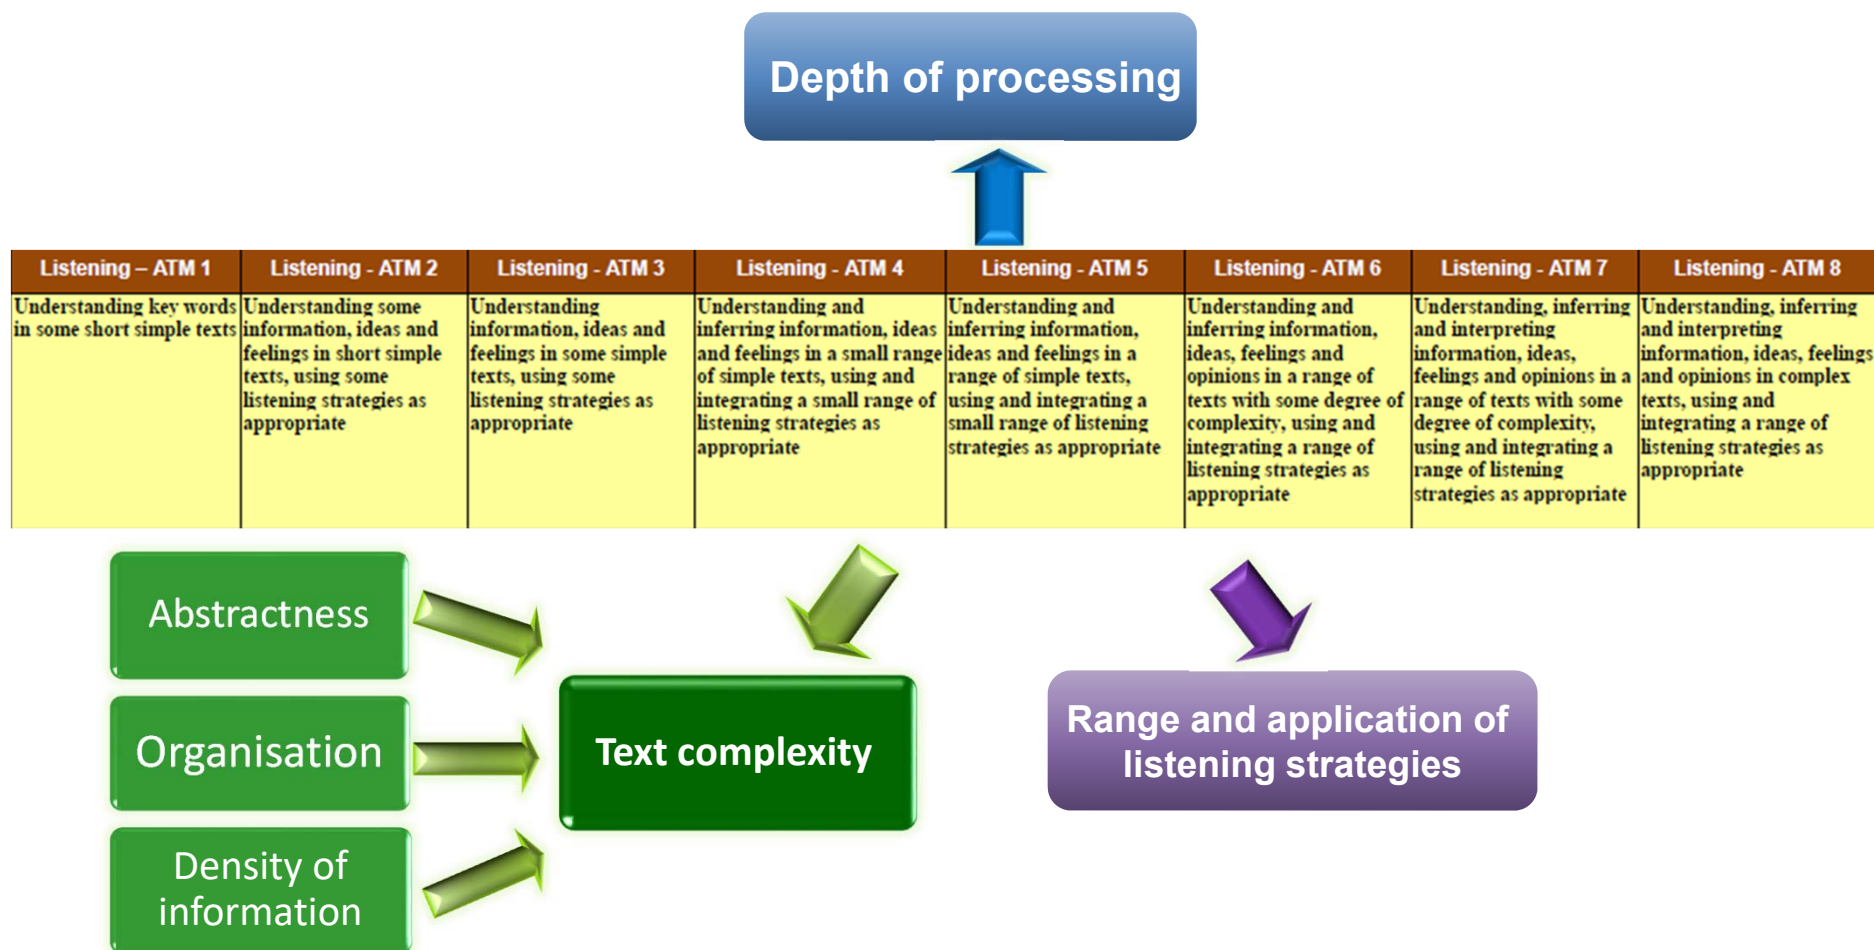 Depth of processing
Listening – ATM 1
Listening - ATM 2
Listening - ATM 3
Listening - ATM 4
Listening - ATM 5
Listening - ATM 6
Listening - ATM 7
Listening - ATM 8
Understanding key words
in some short simple texts
Understanding some
information, ideas and
feelings in short simple
texts, using some
listening strategies as
appropriate
Understanding
information, ideas and
feelings in some simple
texts, using some
listening strategies as
appropriate
Understanding and
inferring information, ideas
and feelings in a small range
of simple texts, using and
integrating a small range of
listening strategies as
appropriate
Understanding and
inferring information,
ideas and feelings in a
range of simple texts,
using and integrating a
small range of listening
strategies as appropriate
Understanding and
inferring information,
ideas, feelings and
opinions in a range of
texts with some degree of
complexity, using and
integrating a range of
listening strategies as
appropriate
Understanding, inferring
and interpreting
information, ideas,
feelings and opinions in a
range of texts with some
degree of complexity,
using and integrating a
range of listening
strategies as appropriate
Understanding, inferring
and interpreting
information, ideas, feelings
and opinions in complex
texts, using and
integrating a range of
listening strategies as
appropriate
Abstractness
Organisation
Density of
information
Text complexity
Range and application of
listening strategies